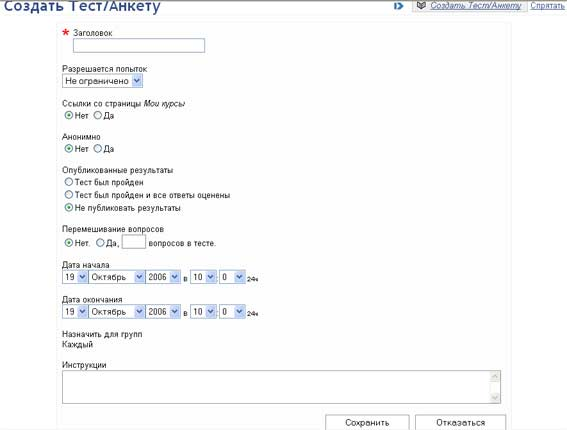 Создать Тест/Анкету
Создать Тест/Анкету Спрятать
* Заголовок
Разрешается попыток
Не ограничено
Ссылки со страницы Мои курсы
Нет Да
Анонимно
Нет Да
Опубликованные результаты
Тест был пройден
Тест был пройден и все ответы оценены
Не публиковать результаты
Перемешивание вопросов
Нет. Да, вопросов в тесте.
Дата начала
19 Октябрь 2006 в 10 : 0 24ч
Дата окончания
19 Октябрь 2006 в 10 : 0 24ч
Назначить для групп
Каждый
Инструкции
Сохранить Отказаться